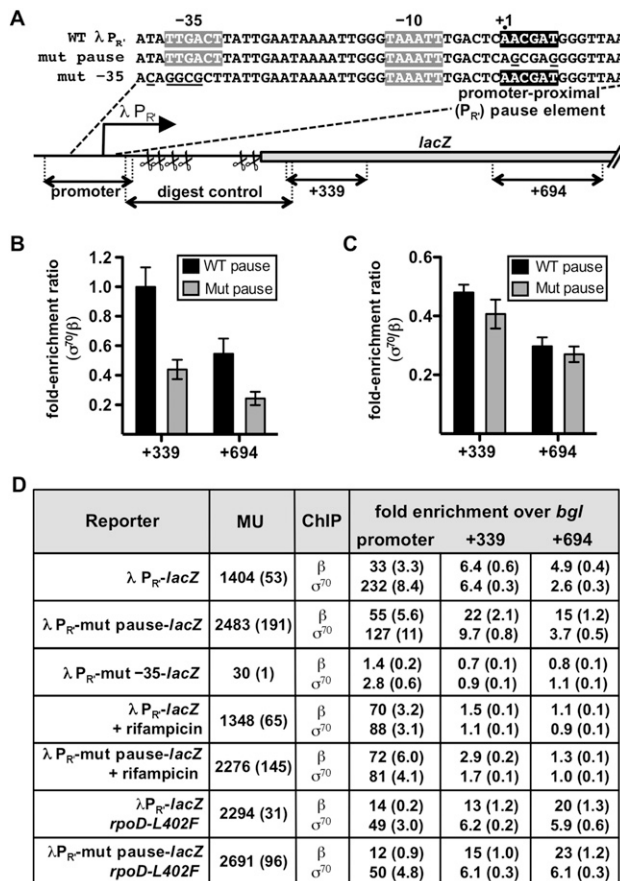 A
−35 −10 +1
WT λ PR' ATATTGACTTATTGAATAAAATTGGGTAAATTTGACTCAACGATGGGTTAA
mut pause ATATTGACTTATTGAATAAAATTGGGTAAATTTGACTCAGCGAGGGGTTAA
mut −35 ACAGGCGCTTATTGAATAAAATTGGGTAAATTTGACTCAACGATGGGTTAA
promoter-proximal
(PR') pause element
λ PR'
lacZ
promoter
digest control
+339
+694
B
fold-enrichment ratio
(σ70/β)
1.2
1.0
0.8
0.6
0.4
0.2
WT pause
Mut pause
+339 +694
C
fold-enrichment ratio
(σ70/β)
0.6
0.4
0.2
WT pause
Mut pause
+339 +694
D
Reporter MU ChIP fold enrichment over bgl
promoter +339 +694
λ PR'-lacZ 1404 (53) β 33 (3.3) 6.4 (0.6) 4.9 (0.4)
σ70 232 (8.4) 6.4 (0.3) 2.6 (0.3)
λ PR'-mut pause-lacZ 2483 (191) β 55 (5.6) 22 (2.1) 15 (1.2)
σ70 127 (11) 9.7 (0.8) 3.7 (0.5)
λ PR'-mut −35-lacZ 30 (1) β 1.4 (0.2) 0.7 (0.1) 0.8 (0.1)
σ70 2.8 (0.6) 0.9 (0.1) 1.1 (0.1)
λ PR'-lacZ
+ rifampicin 1348 (65) β 70 (3.2) 1.5 (0.1) 1.1 (0.1)
σ70 88 (3.1) 1.1 (0.1) 0.9 (0.1)
λ PR'-mut pause-lacZ
+ rifampicin 2276 (145) β 72 (6.0) 2.9 (0.2) 1.3 (0.1)
σ70 81 (4.1) 1.7 (0.1) 1.0 (0.1)
λPR'-lacZ
rpoD-L402F 2294 (31) β 14 (0.2) 13 (1.2) 20 (1.3)
σ70 49 (3.0) 6.2 (0.2) 5.9 (0.6)
λPR'-mut pause-lacZ
rpoD-L402F 2691 (96) β 12 (0.9) 15 (1.0) 23 (1.2)
σ70 50 (4.8) 6.1 (0.3) 6.1 (0.3)